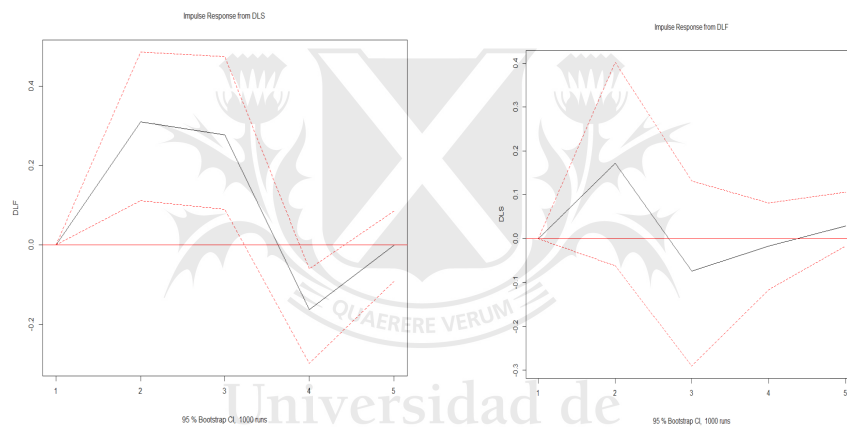 Impulse Response from DLS
DLF
0.4
0.2
0.0
-0.2
1 2 3 4 5
95 % Bootstrap CI, 1000 runs
Impulse Response from DLF
DLS
0.4
0.3
0.2
0.1
0.0
-0.1
-0.2
-0.3
1 2 3 4 5
95 % Bootstrap CI, 1000 runs
QUAERERE VERUM
Universidad de